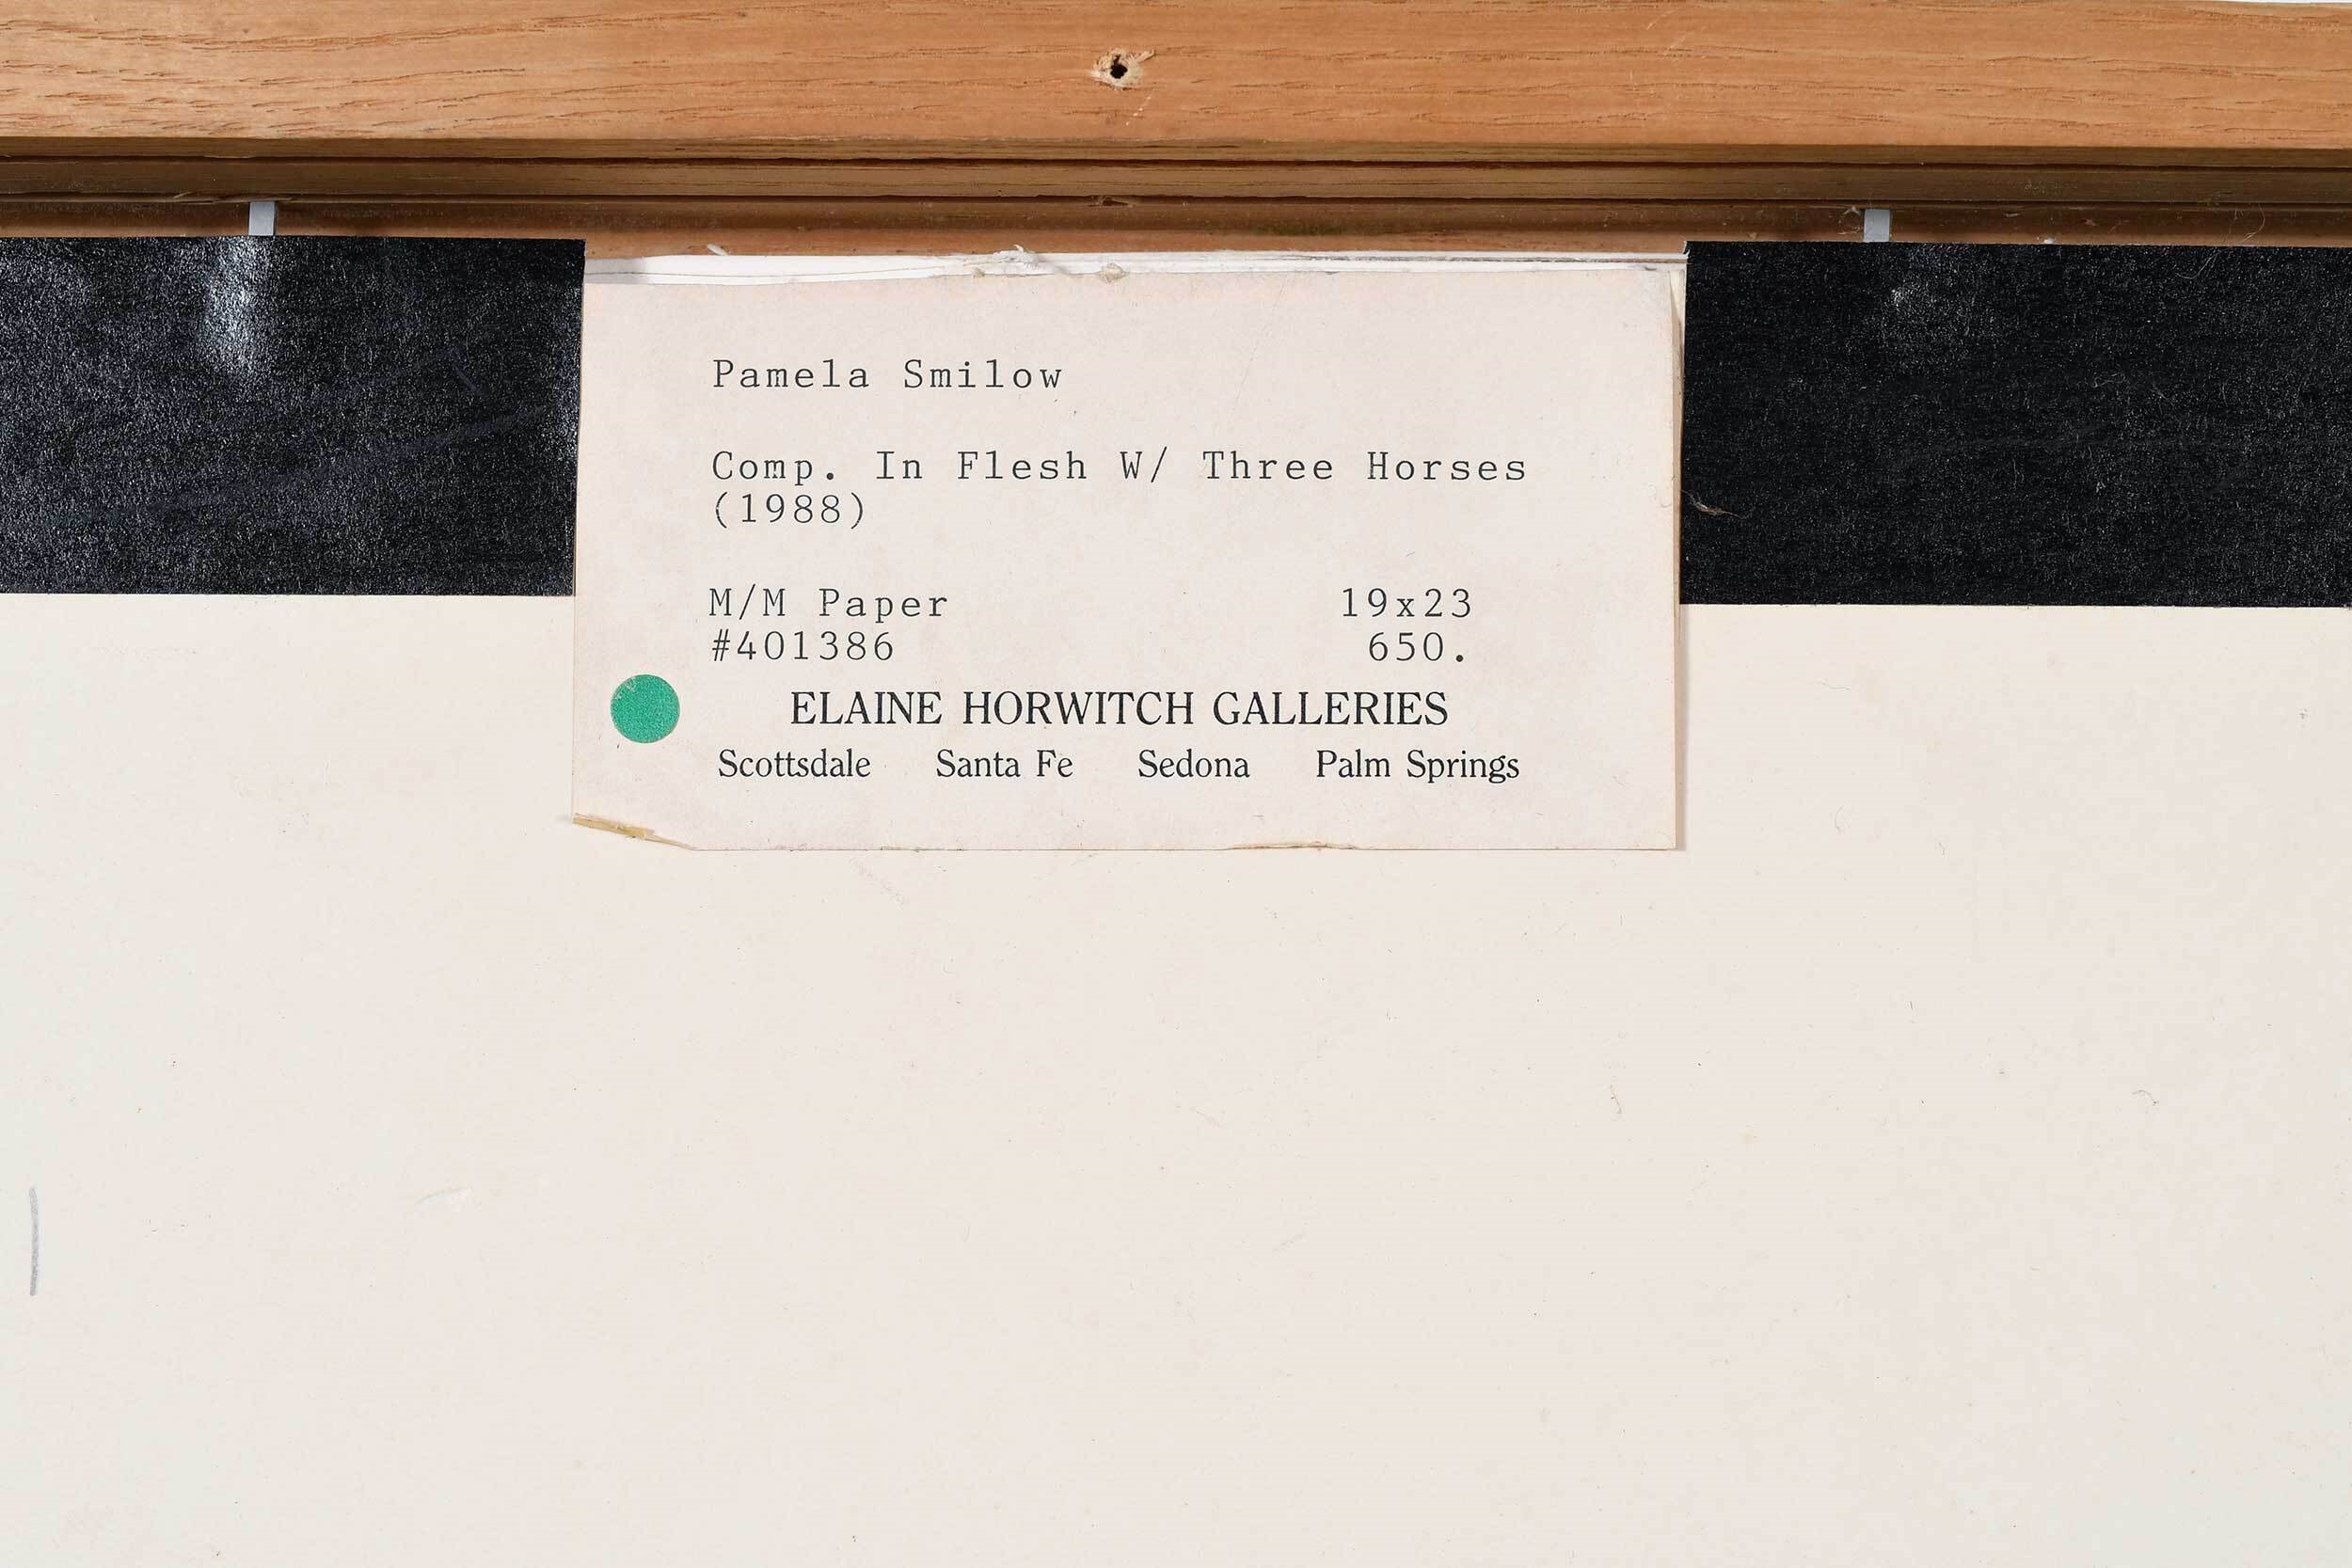 Pamela Smilow
Comp. In Flesh W/ Three Horses
(1988)
M/M Paper 19x23
#401386 650.
ELAINE HORWITCH GALLERIES
Scottsdale Santa Fe Sedona Palm Springs